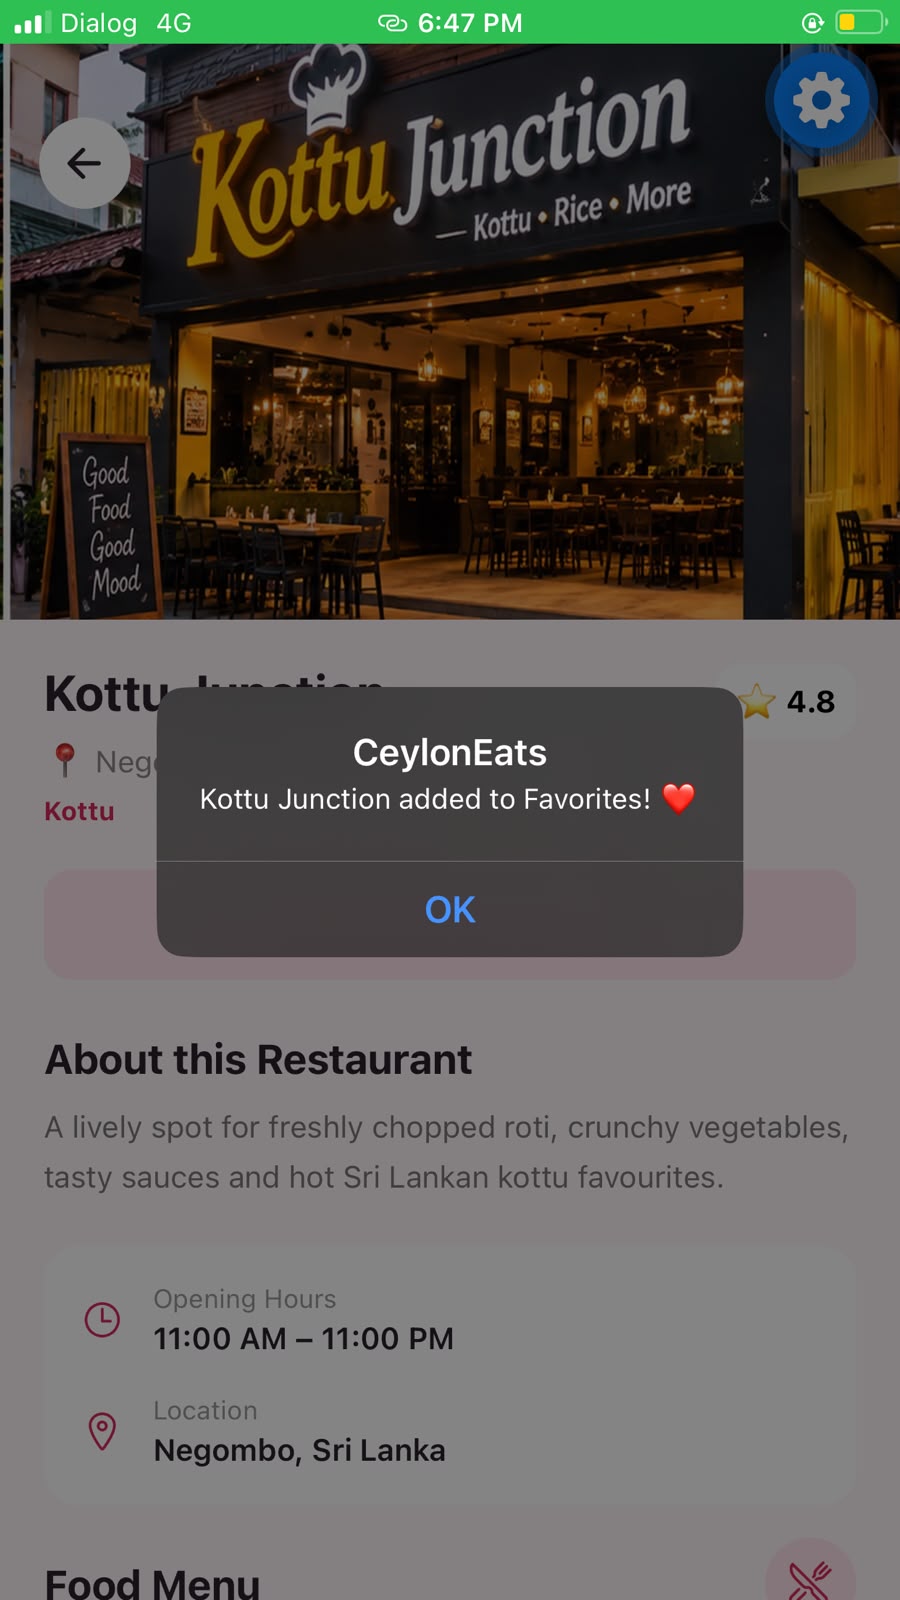 Dialog 4G 6:47 PM
Kottu Junction
— Kottu • Rice • More
Good
Food
Good
Mood
Kottu
⭐ 4.8
📍
Kottu
CeylonEats
Kottu Junction added to Favorites! ❤️
OK
About this Restaurant
A lively spot for freshly chopped roti, crunchy vegetables,
tasty sauces and hot Sri Lankan kottu favourites.
Opening Hours
11:00 AM – 11:00 PM
Location
Negombo, Sri Lanka
Food Menu